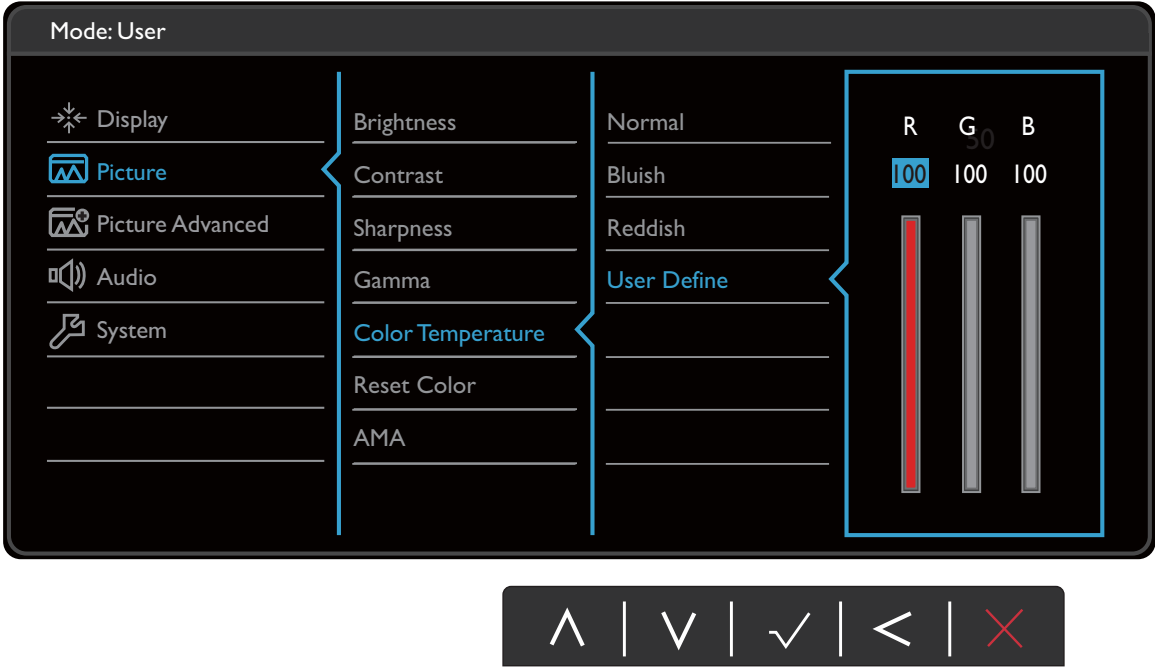 Mode: User
Display
Picture
Picture Advanced
Audio
System
Brightness
Contrast
Sharpness
Gamma
Color Temperature
Reset Color
AMA
Normal
Bluish
Reddish
User Define
R G B
50
100 100 100